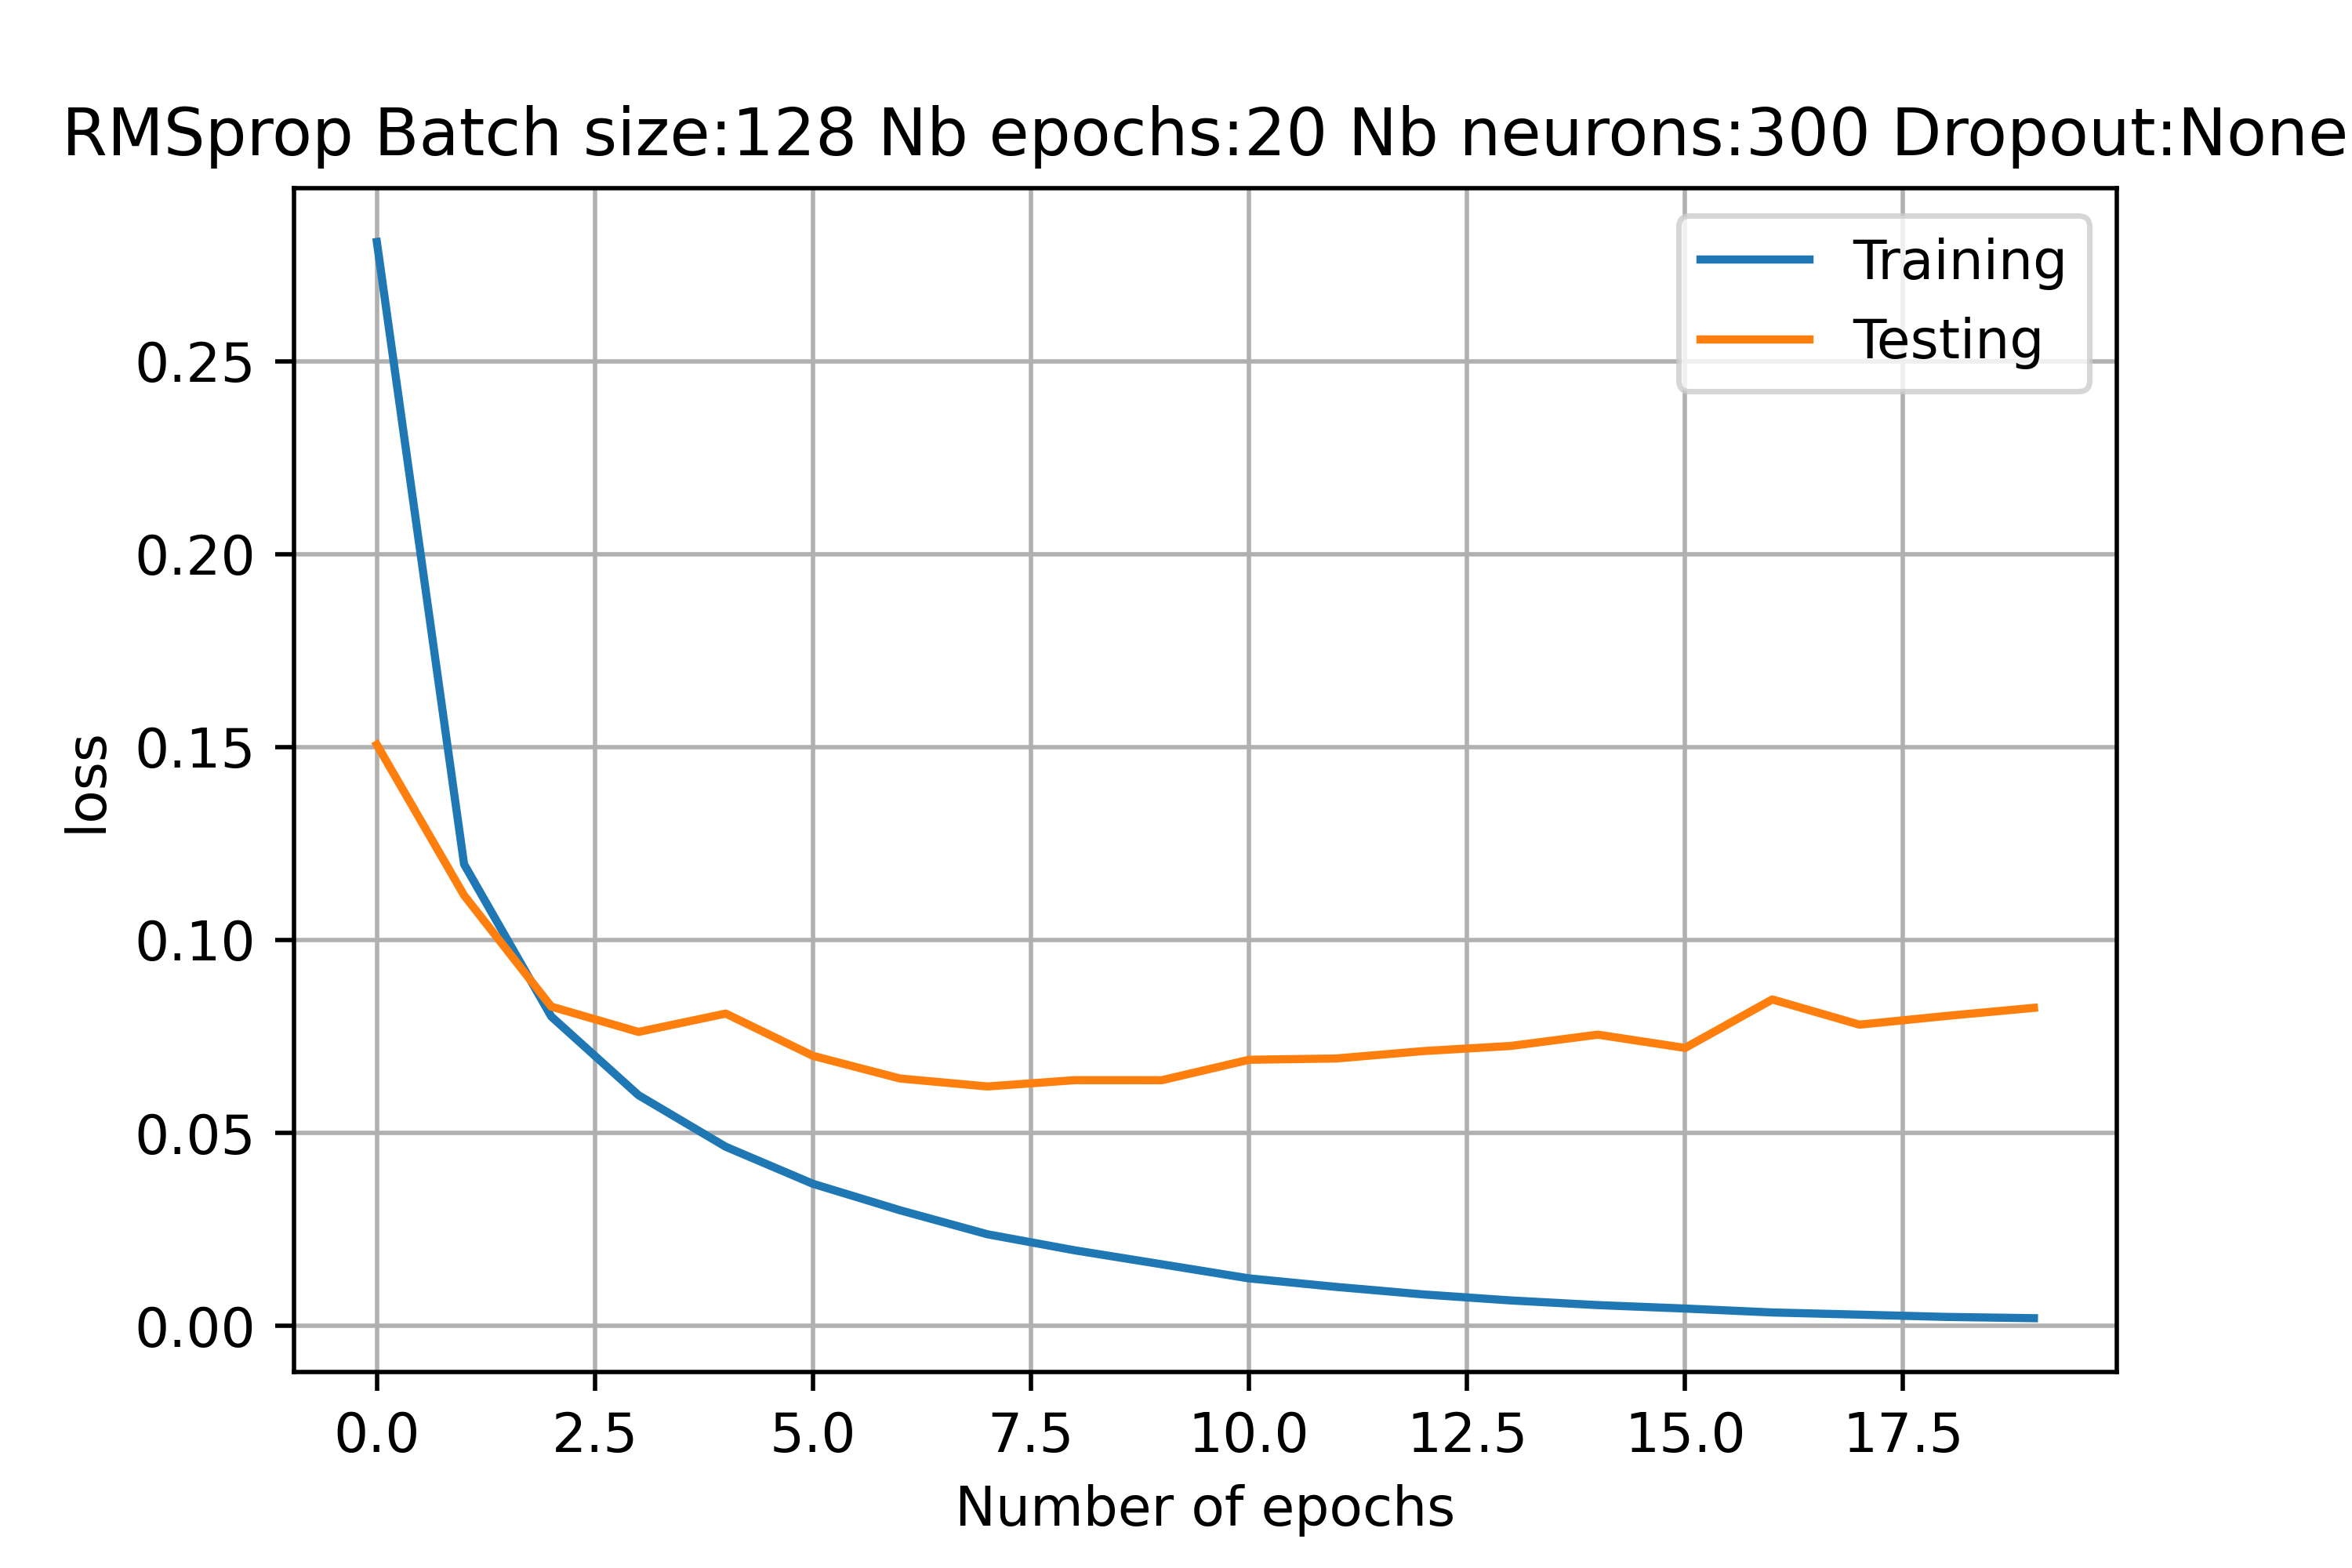 RMSprop Batch size:128 Nb epochs:20 Nb neurons:300 Dropout:None
Training
Testing
0.25
0.20
0.15
0.10
0.05
0.00
loss
0.0 2.5 5.0 7.5 10.0 12.5 15.0 17.5
Number of epochs